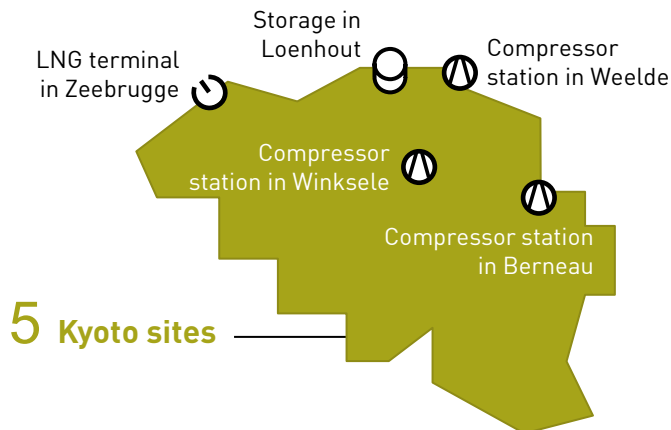 Storage in
Loenhout
LNG terminal
in Zeebrugge
Compressor
station in Weelde
Compressor
station in Winksele
Compressor station
in Berneau
5 Kyoto sites